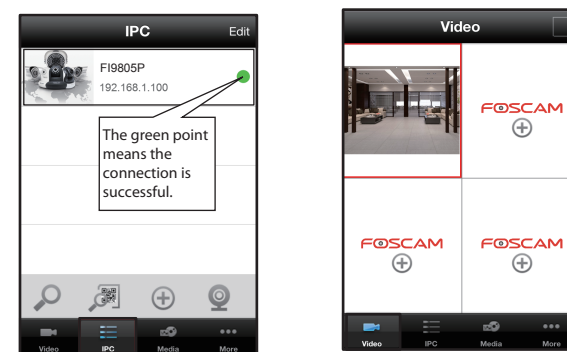 IPC Edit
FI9805P
192.168.1.100
The green point
means the
connection is
successful.
Video IPC Media More
Video
FOSCAM
FOSCAM FOSCAM
Video IPC Media More